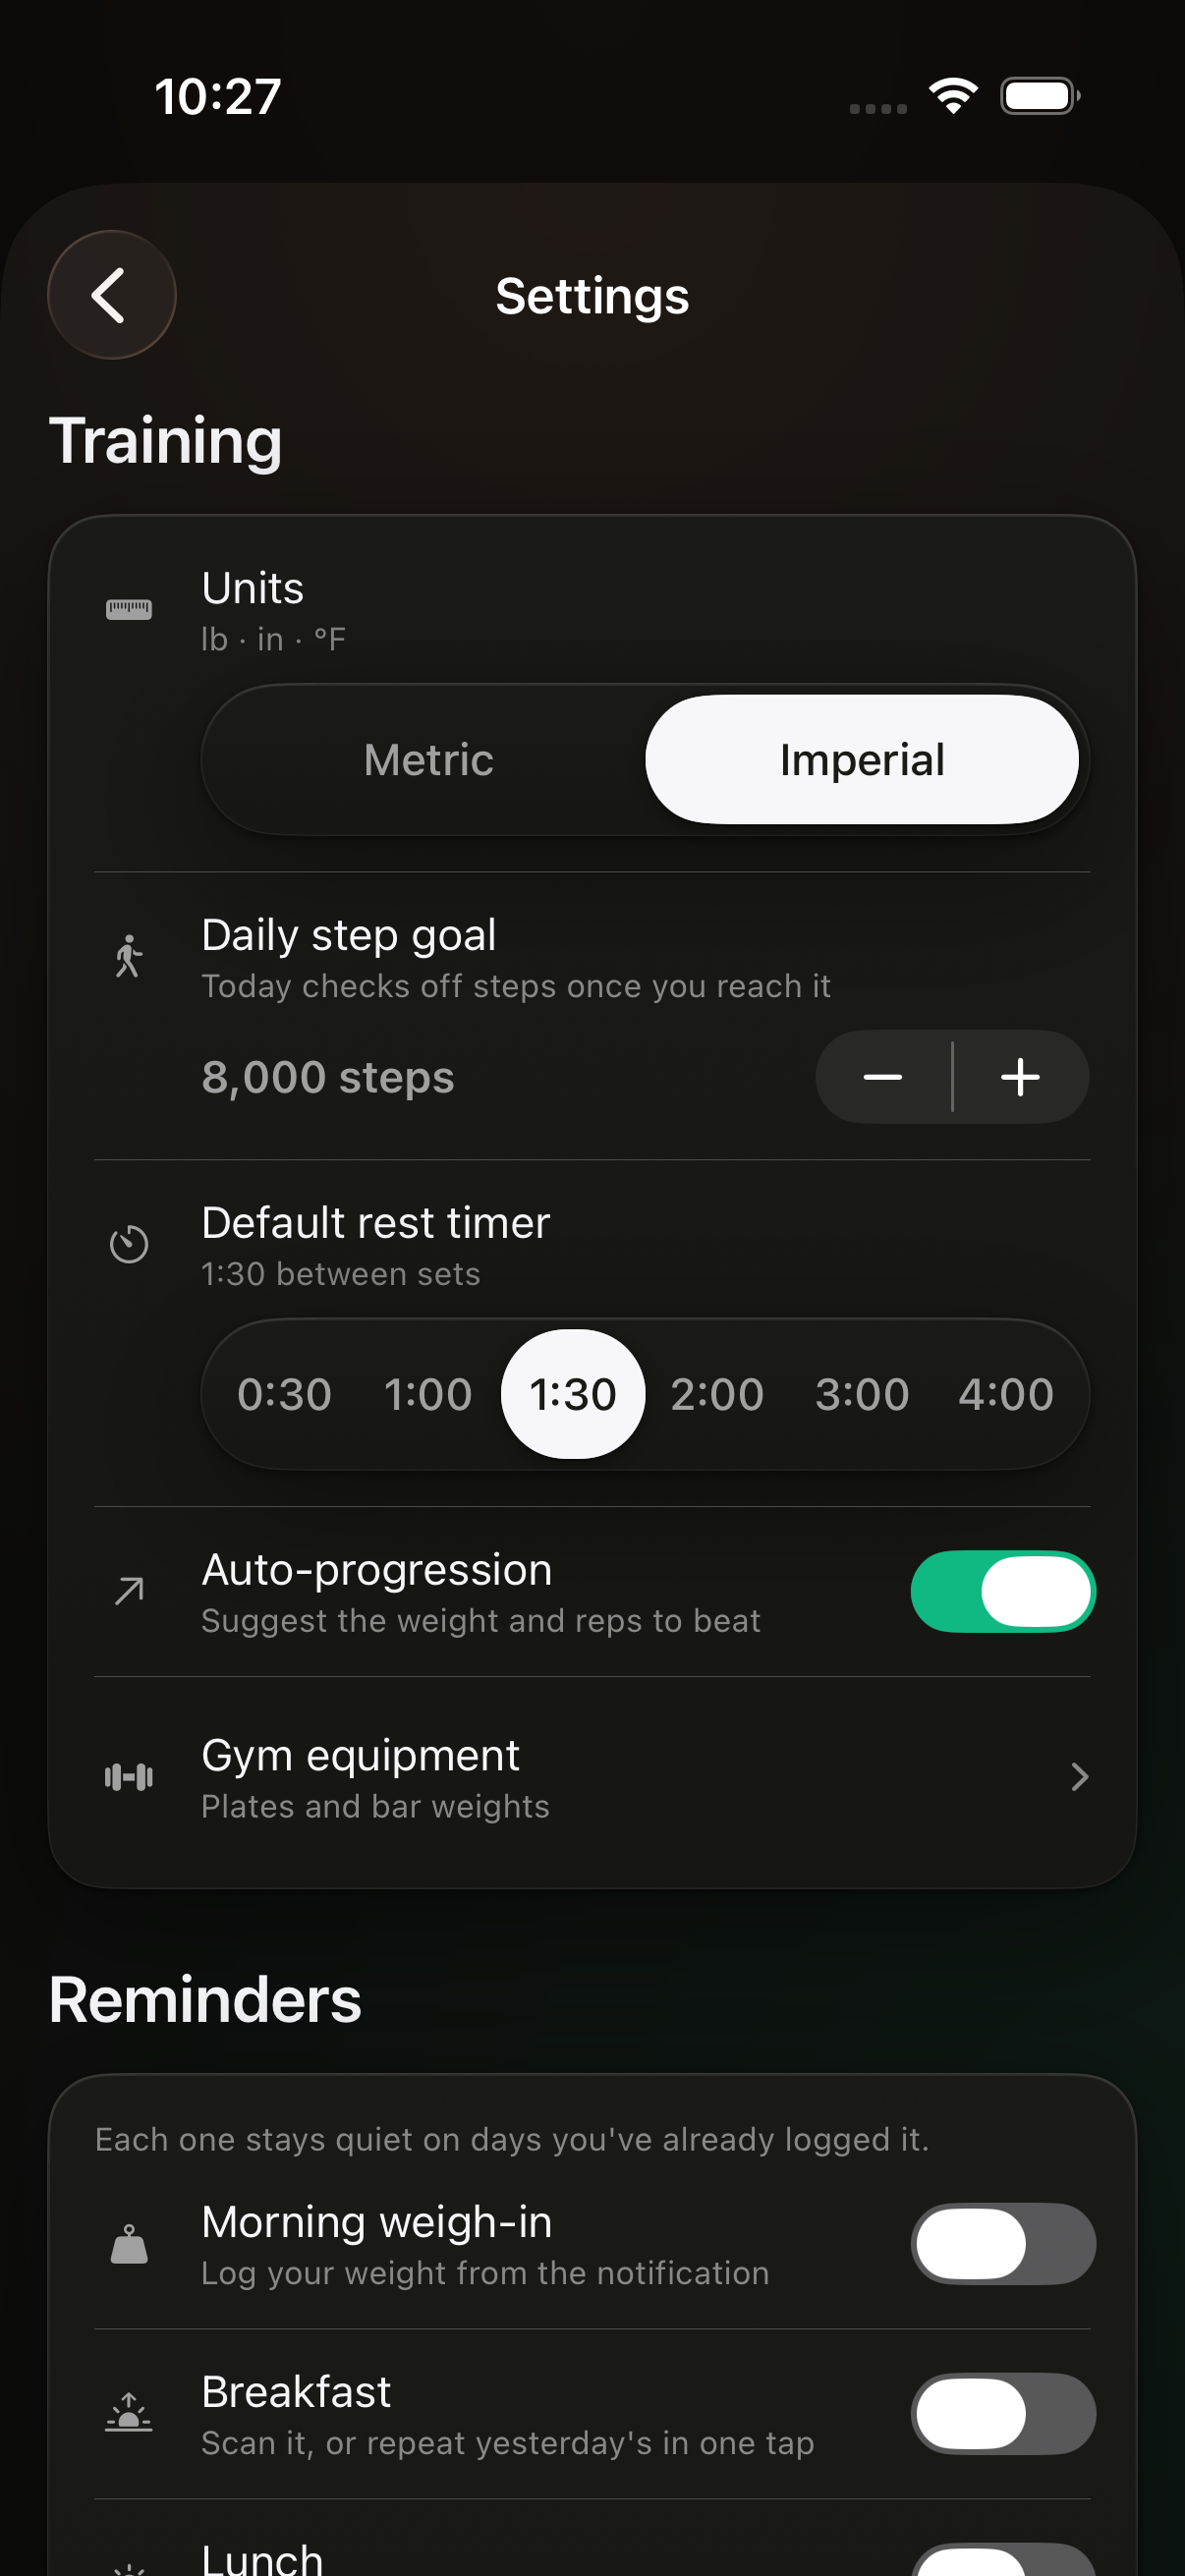 10:27
Settings
Training
Units
lb · in · °F
Metric
Imperial
Daily step goal
Today checks off steps once you reach it
8,000 steps
Default rest timer
1:30 between sets
0:30 1:00 1:30 2:00 3:00 4:00
Auto-progression
Suggest the weight and reps to beat
Gym equipment
Plates and bar weights
Reminders
Each one stays quiet on days you've already logged it.
Morning weigh-in
Log your weight from the notification
Breakfast
Scan it, or repeat yesterday's in one tap
Lunch